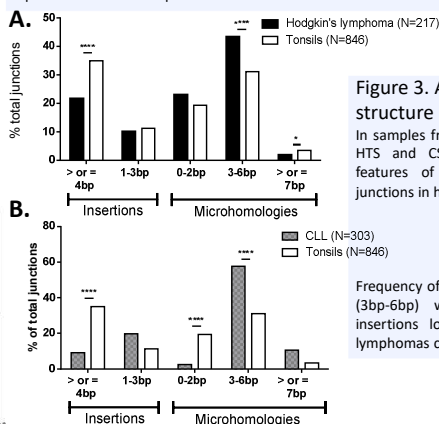 A.
Hodgkin's lymphoma (N=217)
Tonsils (N=846)
% total junctions
50
40
30
20
10
0
****
****
*
> or =
4bp
1-3bp
0-2bp
3-6bp
> or =
7bp
Insertions
Microhomologies
B.
CLL (N=303)
Tonsils (N=846)
% of total junctions
80
60
40
20
0
****
****
****
> or =
4bp
1-3bp
0-2bp
3-6bp
> or =
7bp
Insertions
Microhomologies
Figure 3. A
structure
In samples fr
HTS and CS
features of
junctions in h
Frequency of
(3bp-6bp) w
insertions lo
lymphomas c